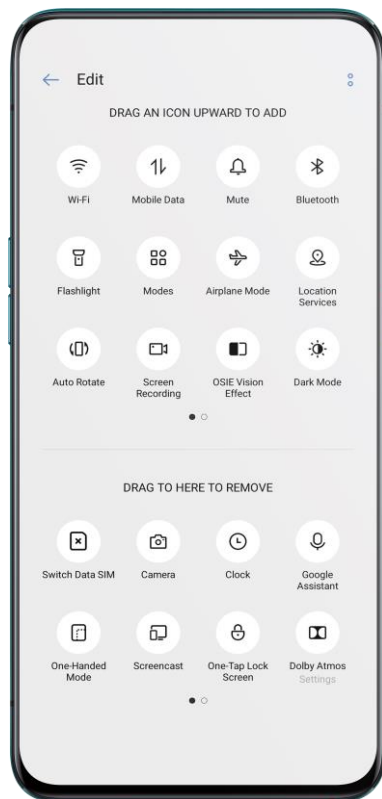 Edit
DRAG AN ICON UPWARD TO ADD
Wi-Fi Mobile Data Mute Bluetooth
Flashlight Modes Airplane Mode Location
Services
Auto Rotate Screen OSIE Vision Dark Mode
Recording Effect
DRAG TO HERE TO REMOVE
Switch Data SIM Camera Clock Google
Assistant
One-Handed Screencast One-Tap Lock Dolby Atmos
Mode Screen Settings